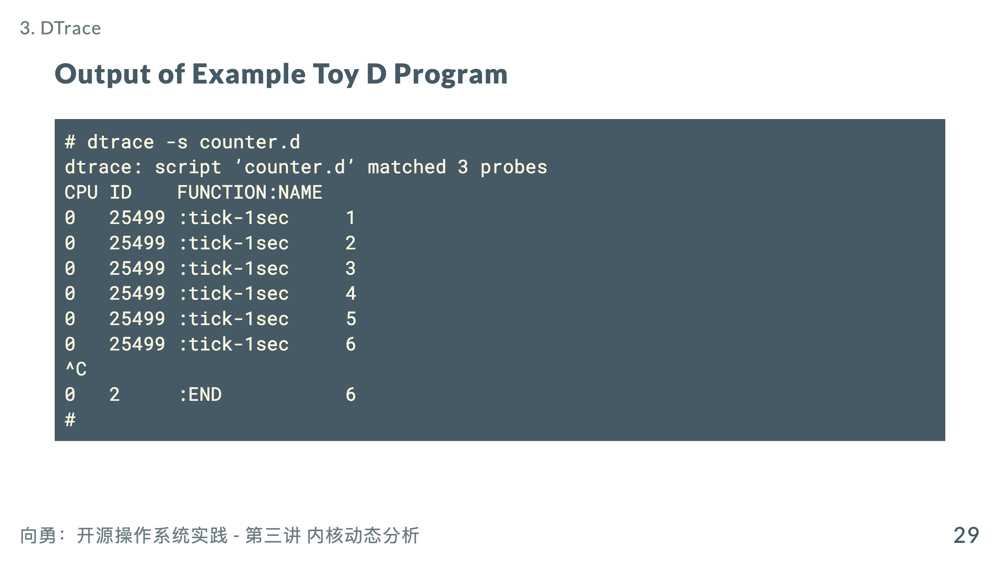 3. DTrace
Output of Example Toy D Program
# dtrace -s counter.d
dtrace: script ’counter.d’ matched 3 probes
CPU ID    FUNCTION:NAME
0   25499 :tick-1sec     1
0   25499 :tick-1sec     2
0   25499 :tick-1sec     3
0   25499 :tick-1sec     4
0   25499 :tick-1sec     5
0   25499 :tick-1sec     6
^C
0   2     :END           6
#
向勇：开源操作系统实践 - 第三讲 内核动态分析
29